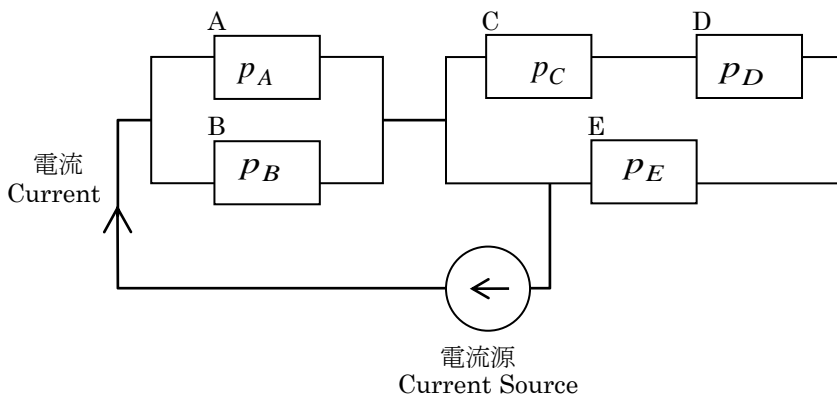 A
p_A
B
p_B
C
p_C
D
p_D
E
p_E
電流
Current
電流源
Current Source